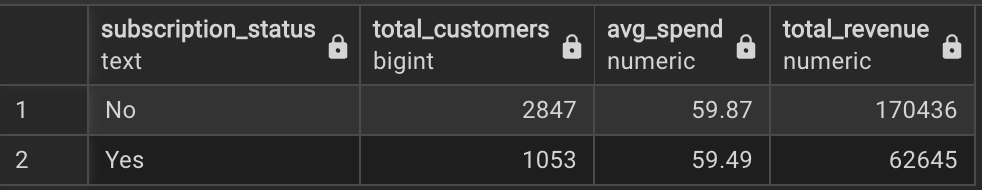 subscription_status total_customers avg_spend total_revenue
text bigint numeric numeric
1 No 2847 59.87 170436
2 Yes 1053 59.49 62645